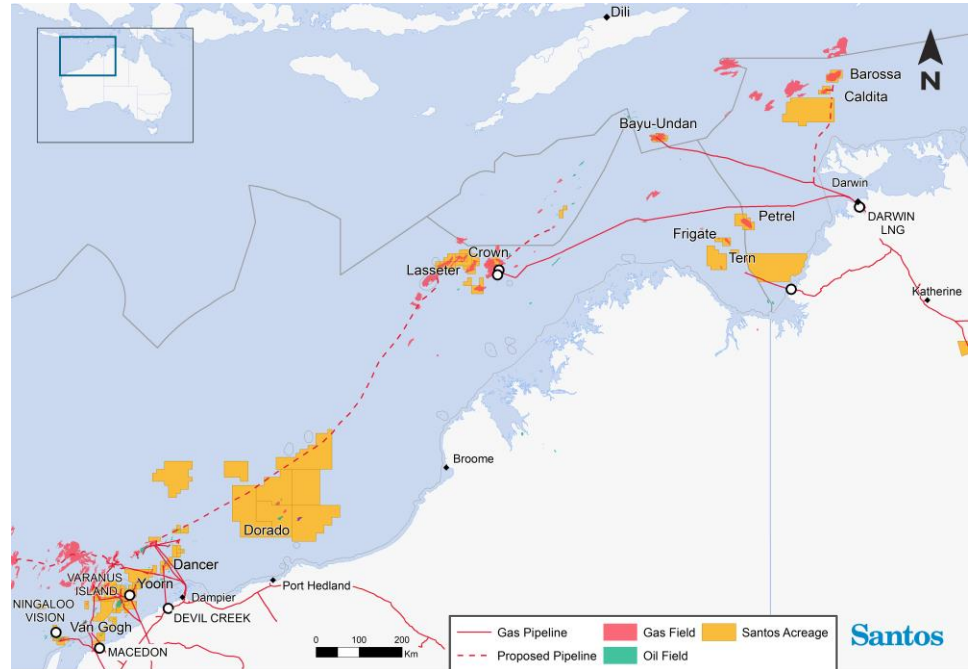 Dili
N
Barossa
Caldita
Bayu-Undan
Darwin
DARWIN
LNG
Petrel
Frigate
Tern
Crown
Lasseter
Katherine
Broome
Dorado
Dancer
VARANUS
ISLAND
Yoorn
Port Hedland
Dampier
NINGALOO
VISION
DEVIL CREEK
Van Gogh
MACEDON
0 100 200
Km
Gas Pipeline
Gas Field
Santos Acreage
Proposed Pipeline
Oil Field
Santos